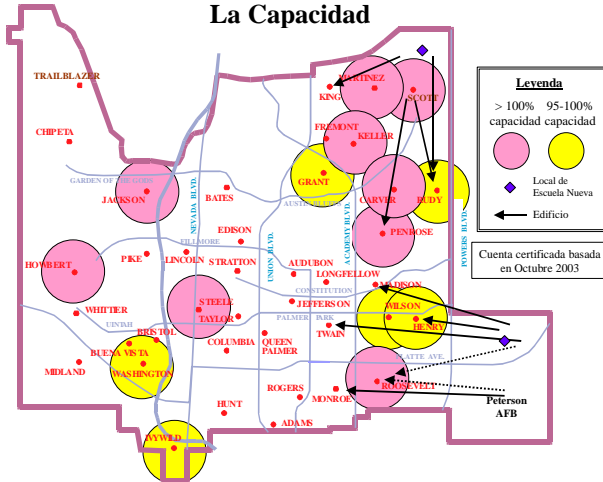 La Capacidad
TRAILBLAZER
MARTINEZ
KING
SCOTT
Leyenda
> 100% 95-100%
capacidad capacidad
Local de
Escuela Nueva
Edificio
CHIPETA
FREMONT
KELLER
GARDEN OF THE GODS
GRANT
JACKSON
BATES
AUSTIN BLUFFS
CARVER
RUDY
NEVADA BLVD.
UNION BLVD.
ACADEMY BLVD.
POWERS BLVD.
PENROSE
EDISON
FILLMORE
PIKE
LINCOLN
STRATTON
AUDUBON
HOWBERT
LONGFELLOW
MADISON
CONSTITUTION
Cuenta certificada basada
en Octubre 2003
STEELE
JEFFERSON
WHITTIER
TAYLOR
PALMER PARK
WILSON
UINTAH
TWAIN
HENRY
BRISTOL
BUENA VISTA
COLUMBIA
QUEEN
PALMER
PLATTE AVE.
MIDLAND
WASHINGTON
ROOSEVELT
ROGERS
MONROE
Peterson
AFB
HUNT
ADAMS
IVYWILD